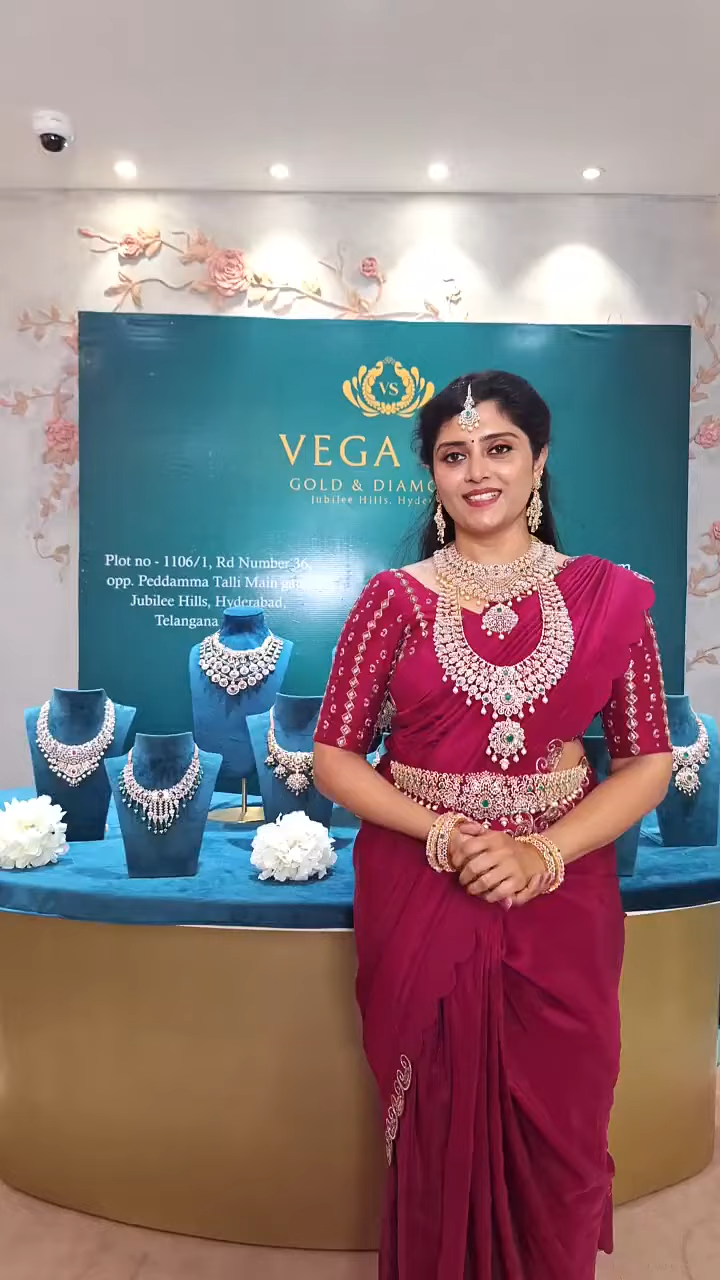 VS
VEGA
GOLD & DIAMO
Jubilee Hills, Hyder
Plot no - 1106/1, Rd Number 36,
opp. Peddamma Talli Main
Jubilee Hills, Hyderabad,
Telangana